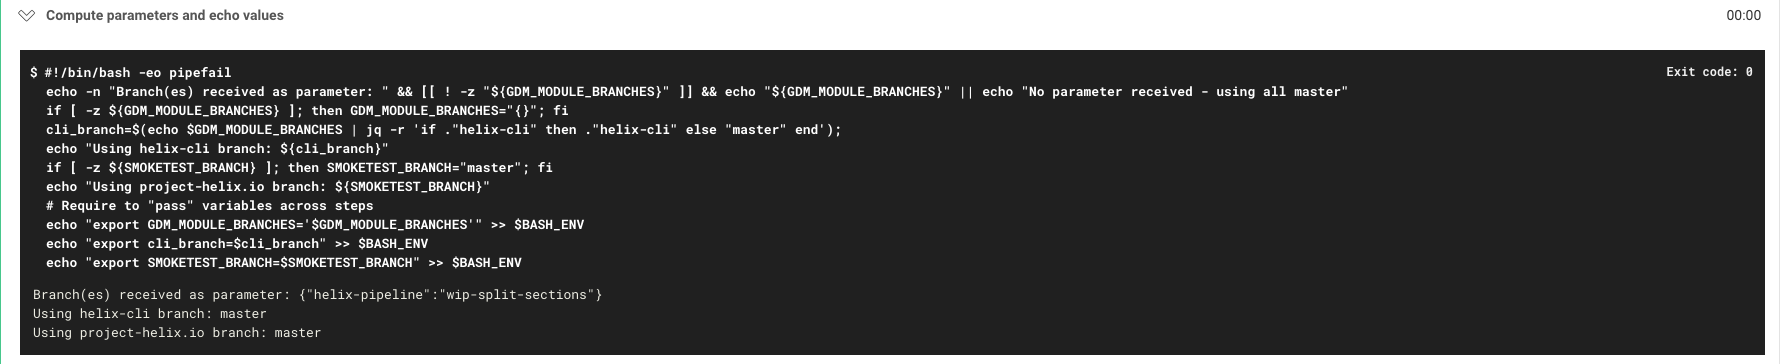 Compute parameters and echo values
00:00
$ #!/bin/bash -eo pipefail
Exit code: 0
echo -n "Branch(es) received as parameter: " && [[ ! -z "${GDM_MODULE_BRANCHES}" ]] && echo "${GDM_MODULE_BRANCHES}" || echo "No parameter received - using all master"
if [ -z ${GDM_MODULE_BRANCHES} ]; then GDM_MODULE_BRANCHES="{}"; fi
cli_branch=$(echo $GDM_MODULE_BRANCHES | jq -r 'if ."helix-cli" then ."helix-cli" else "master" end');
echo "Using helix-cli branch: ${cli_branch}"
if [ -z ${SMOKETEST_BRANCH} ]; then SMOKETEST_BRANCH="master"; fi
echo "Using project-helix.io branch: ${SMOKETEST_BRANCH}"
# Require to "pass" variables across steps
echo "export GDM_MODULE_BRANCHES='$GDM_MODULE_BRANCHES'" >> $BASH_ENV
echo "export cli_branch=$cli_branch" >> $BASH_ENV
echo "export SMOKETEST_BRANCH=$SMOKETEST_BRANCH" >> $BASH_ENV
Branch(es) received as parameter: {"helix-pipeline":"wip-split-sections"}
Using helix-cli branch: master
Using project-helix.io branch: master